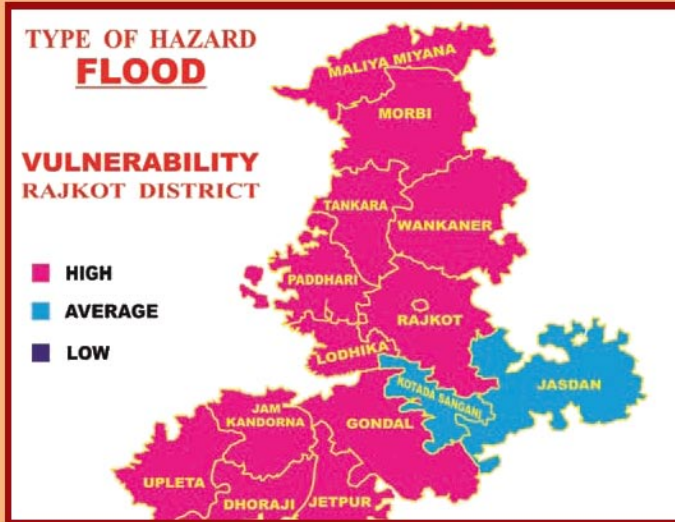 TYPE OF HAZARD
FLOOD
VULNERABILITY
RAJKOT DISTRICT
HIGH
AVERAGE
LOW
MALIYA MIYANA
MORBI
TANKARA
WANKANER
PADDHARI
RAJKOT
LODHIKA
KOTADA SANGANI
JASDAN
JAM
KANDORNA
GONDAL
UPLETA
DHORAJI
JETPUR